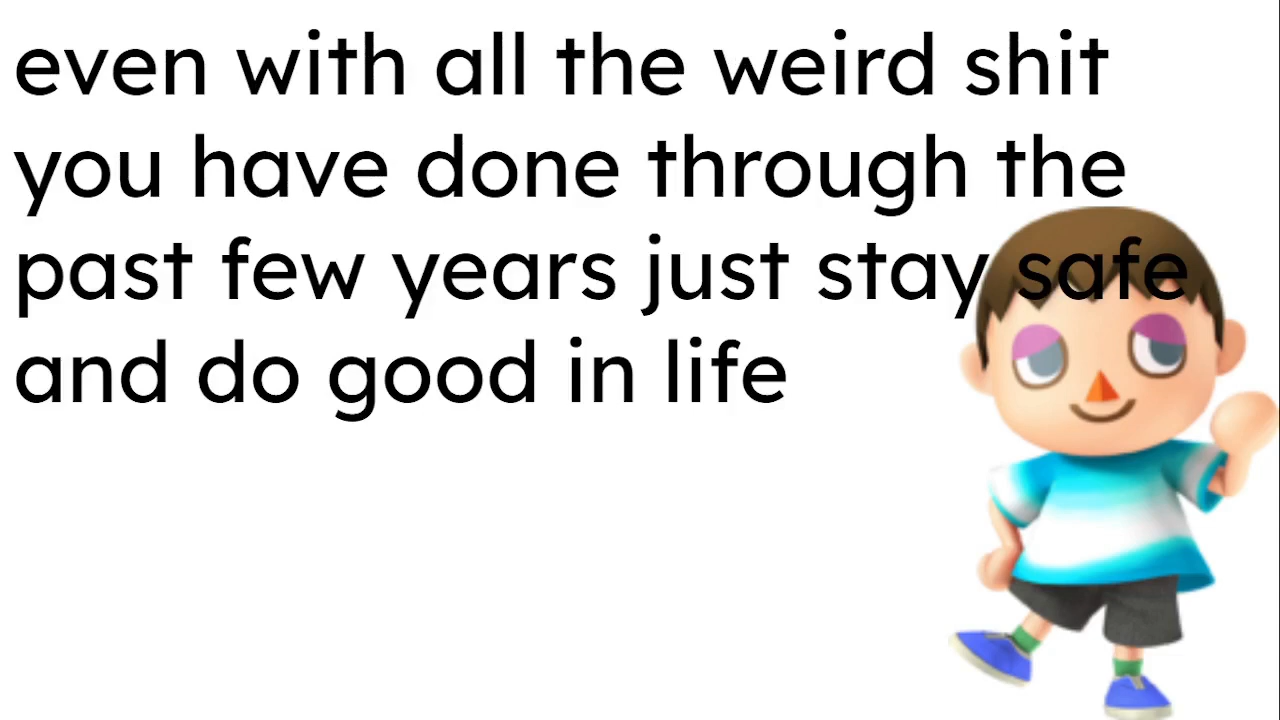 even with all the weird shit
you have done through the
past few years just stay safe
and do good in life